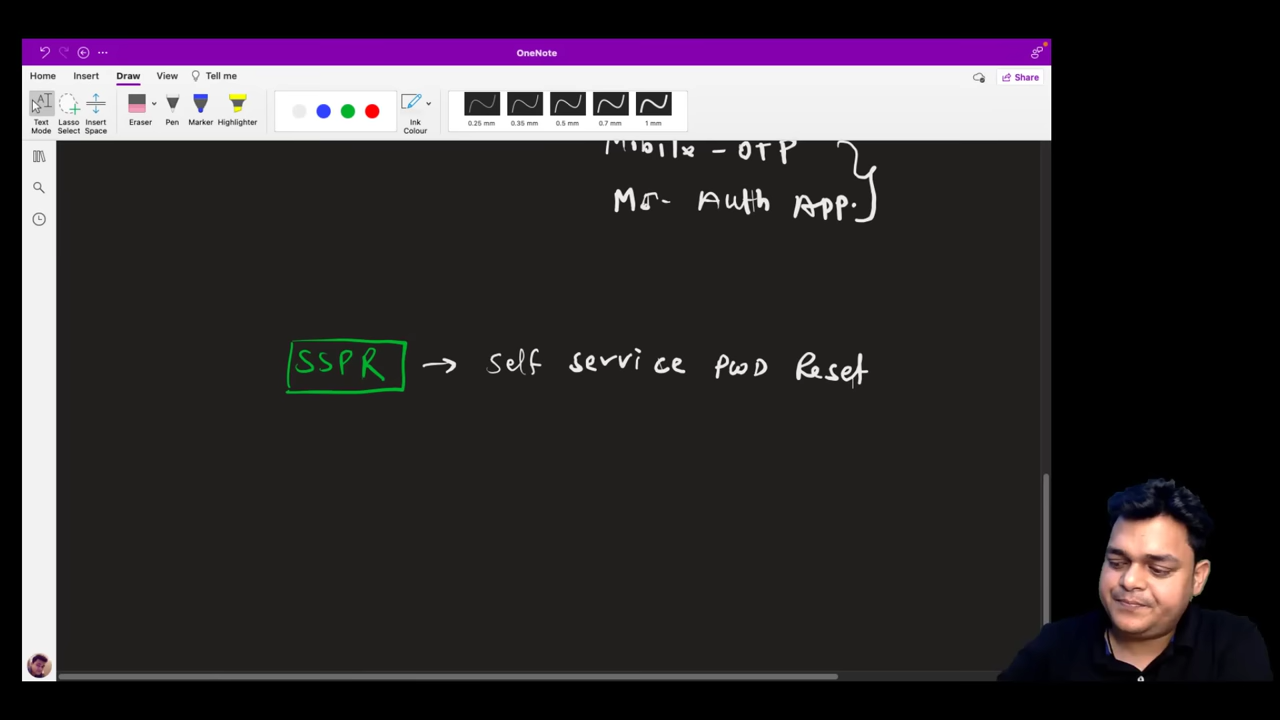 OneNote
Home Insert Draw View Tell me
Share
Text Mode
Lasso Select
Insert Space
Eraser
Pen
Marker
Highlighter
Ink Colour
0.25 mm
0.35 mm
0.5 mm
0.7 mm
1 mm
- OTP
MS- Auth App.
SSPR → Self service PWD Reset